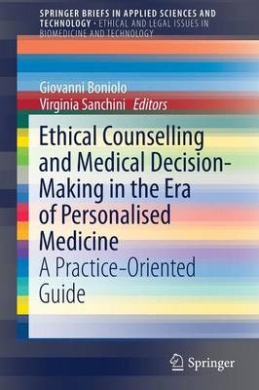 SPRINGER BRIEFS IN APPLIED SCIENCES AND
TECHNOLOGY · ETHICAL AND LEGAL ISSUES IN
BIOMEDICINE AND TECHNOLOGY
Giovanni Boniolo
Virginia Sanchini Editors
Ethical Counselling
and Medical Decision-
Making in the Era
of Personalised
Medicine
A Practice-Oriented
Guide
Springer